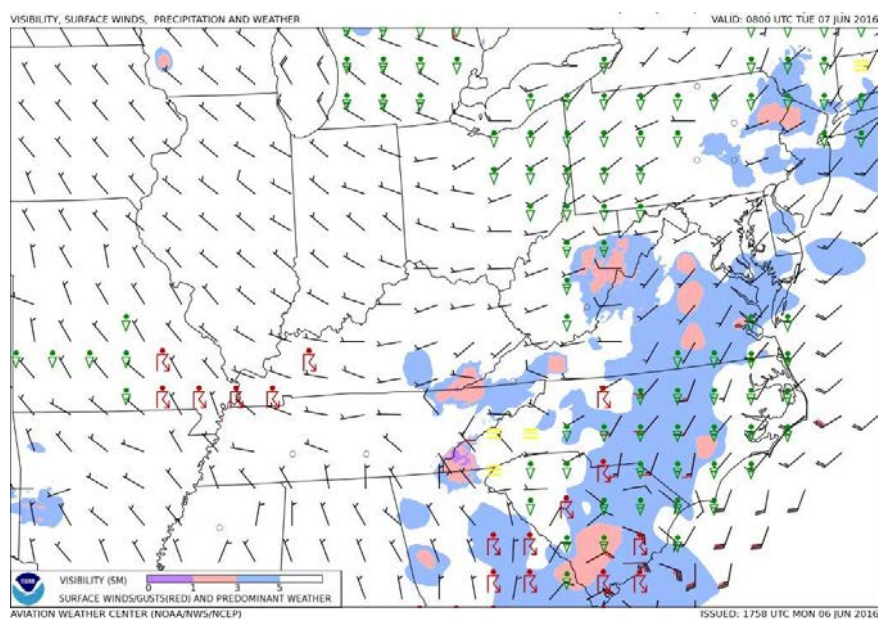 VISIBILITY, SURFACE WINDS, PRECIPITATION AND WEATHER
VALID: 0800 UTC TUE 07 JUN 2016
VISIBILITY (SM)
0 1 3 5
SURFACE WINDS/GUSTS(RED) AND PREDOMINANT WEATHER
AVIATION WEATHER CENTER (NOAA/NWS/NCEP)
ISSUED: 1758 UTC MON 06 JUN 2016